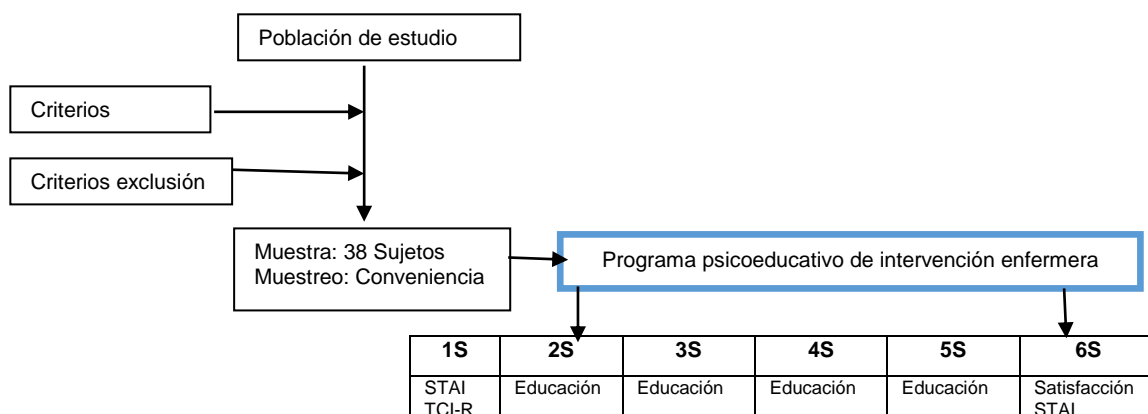 Población de estudio
Criterios
Criterios exclusión
Muestra: 38 Sujetos
Muestreo: Conveniencia
Programa psicoeducativo de intervención enfermera
1S 2S 3S 4S 5S 6S
STAI Educación Educación Educación Educación Satisfacción
TCI-R STAI